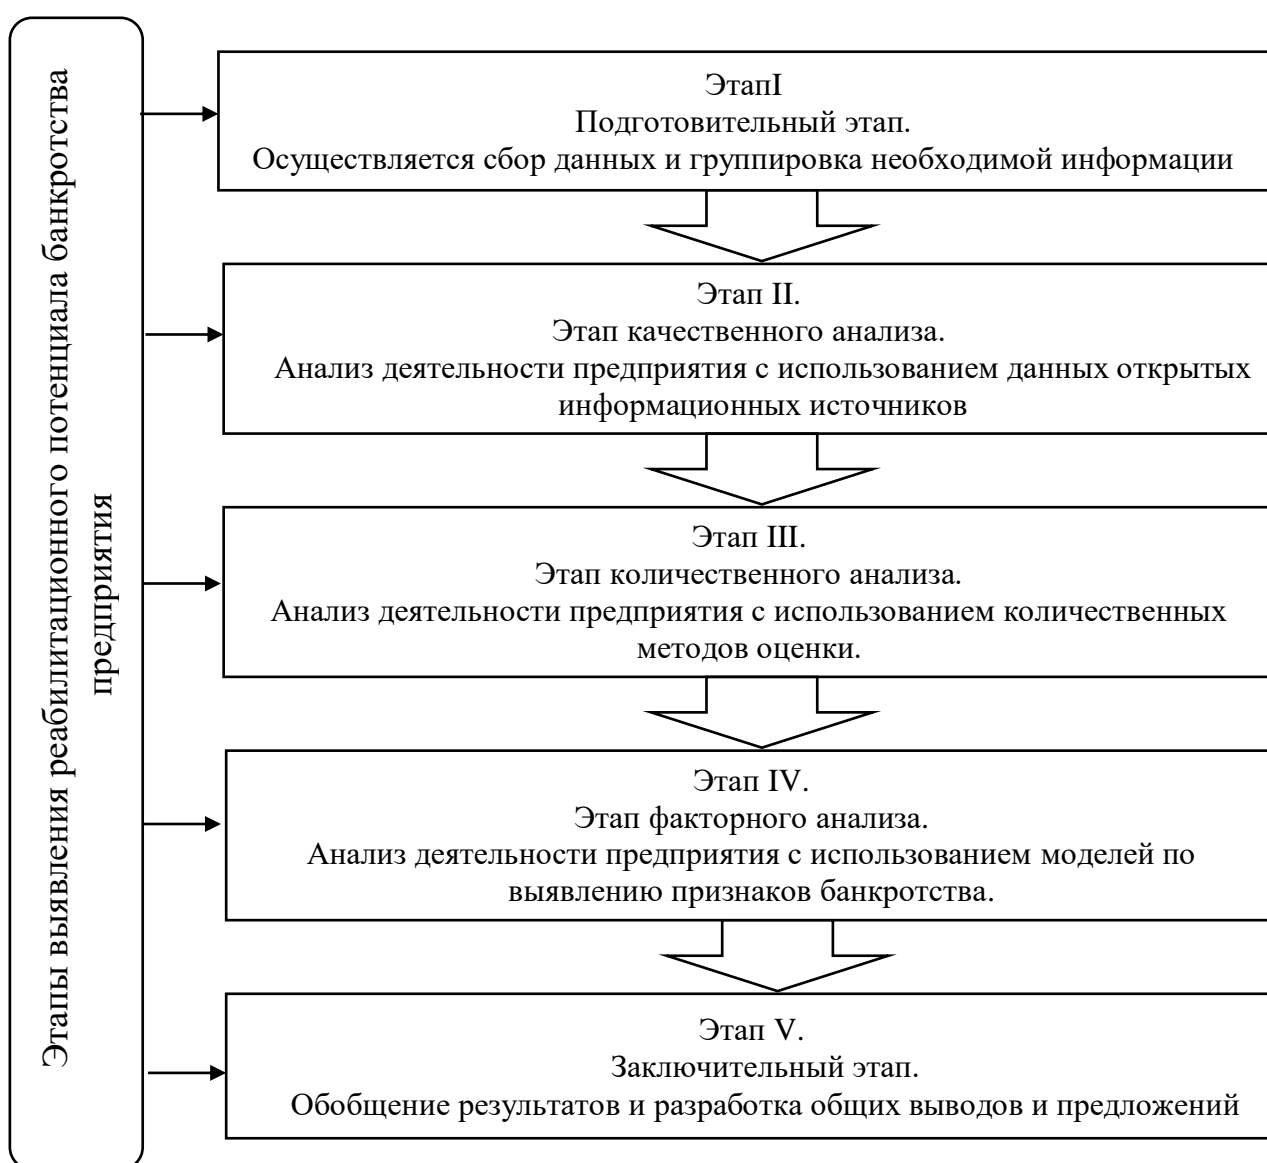 Этапы выявления реабилитационного потенциала банкротства
предприятия
ЭтапI
Подготовительный этап.
Осуществляется сбор данных и группировка необходимой информации
Этап II.
Этап качественного анализа.
Анализ деятельности предприятия с использованием данных открытых
информационных источников
Этап III.
Этап количественного анализа.
Анализ деятельности предприятия с использованием количественных
методов оценки.
Этап IV.
Этап факторного анализа.
Анализ деятельности предприятия с использованием моделей по
выявлению признаков банкротства.
Этап V.
Заключительный этап.
Обобщение результатов и разработка общих выводов и предложений